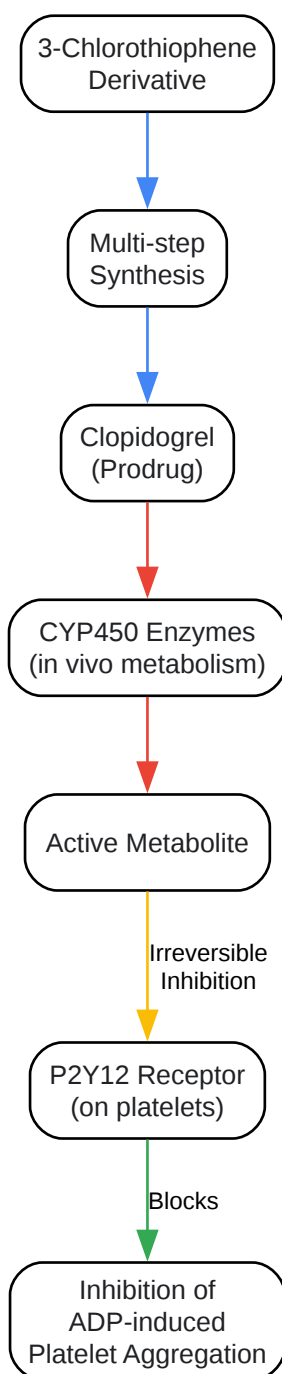 3-Chlorothiophene
Derivative
Multi-step
Synthesis
Clopidogrel
(Prodrug)
CYP450 Enzymes
(in vivo metabolism)
Active Metabolite
Irreversible
Inhibition
P2Y12 Receptor
(on platelets)
Blocks
Inhibition of
ADP-induced
Platelet Aggregation